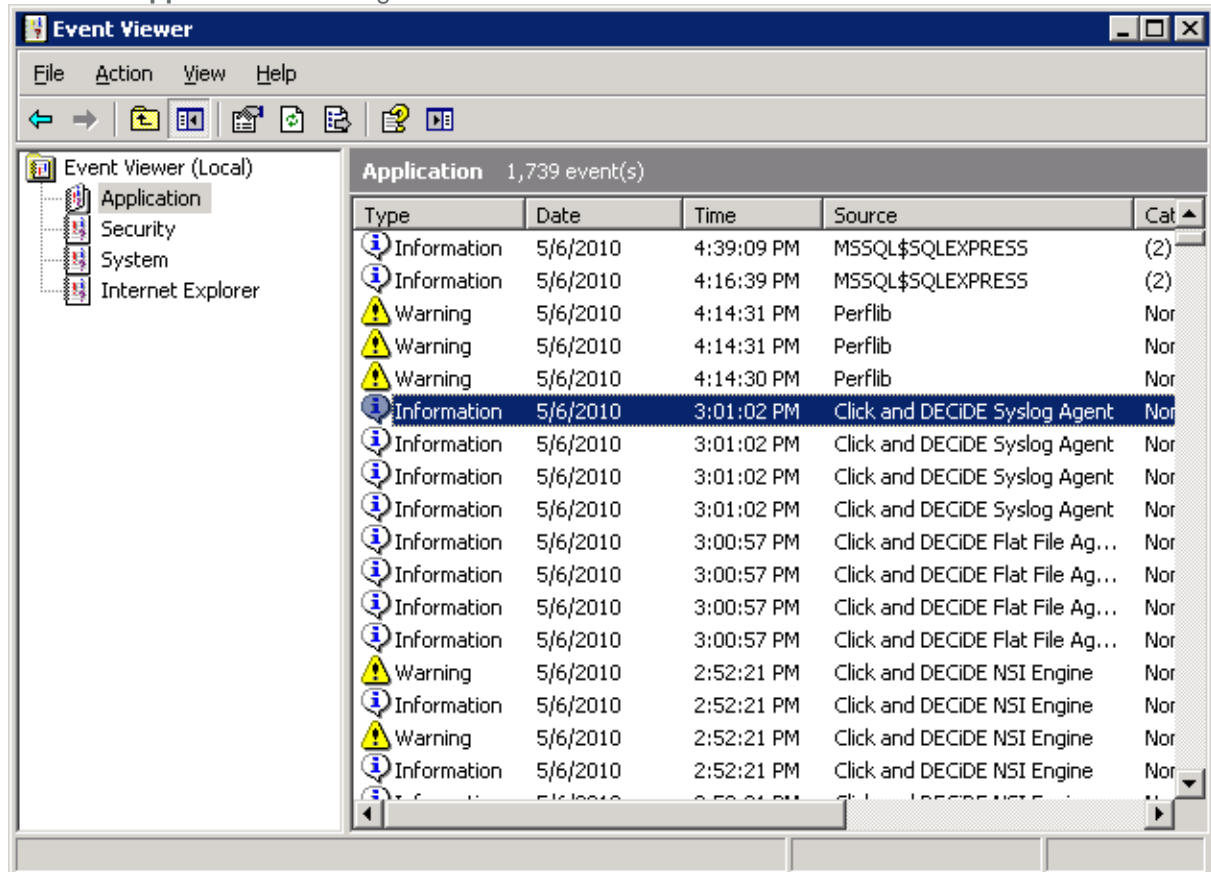 Event Viewer
File Action View Help
Event Viewer (Local)
Application
Security
System
Internet Explorer
Application 1,739 event(s)
Type Date Time Source Cat
Information 5/6/2010 4:39:09 PM MSSQL$SQLEXPRESS (2)
Information 5/6/2010 4:16:39 PM MSSQL$SQLEXPRESS (2)
Warning 5/6/2010 4:14:31 PM Perflib Nor
Warning 5/6/2010 4:14:31 PM Perflib Nor
Warning 5/6/2010 4:14:30 PM Perflib Nor
Information 5/6/2010 3:01:02 PM Click and DECiDE Syslog Agent Nor
Information 5/6/2010 3:01:02 PM Click and DECiDE Syslog Agent Nor
Information 5/6/2010 3:01:02 PM Click and DECiDE Syslog Agent Nor
Information 5/6/2010 3:01:02 PM Click and DECiDE Syslog Agent Nor
Information 5/6/2010 3:00:57 PM Click and DECiDE Flat File Ag... Nor
Information 5/6/2010 3:00:57 PM Click and DECiDE Flat File Ag... Nor
Information 5/6/2010 3:00:57 PM Click and DECiDE Flat File Ag... Nor
Information 5/6/2010 3:00:57 PM Click and DECiDE Flat File Ag... Nor
Warning 5/6/2010 2:52:21 PM Click and DECiDE NSI Engine Nor
Information 5/6/2010 2:52:21 PM Click and DECiDE NSI Engine Nor
Warning 5/6/2010 2:52:21 PM Click and DECiDE NSI Engine Nor
Information 5/6/2010 2:52:21 PM Click and DECiDE NSI Engine Nor